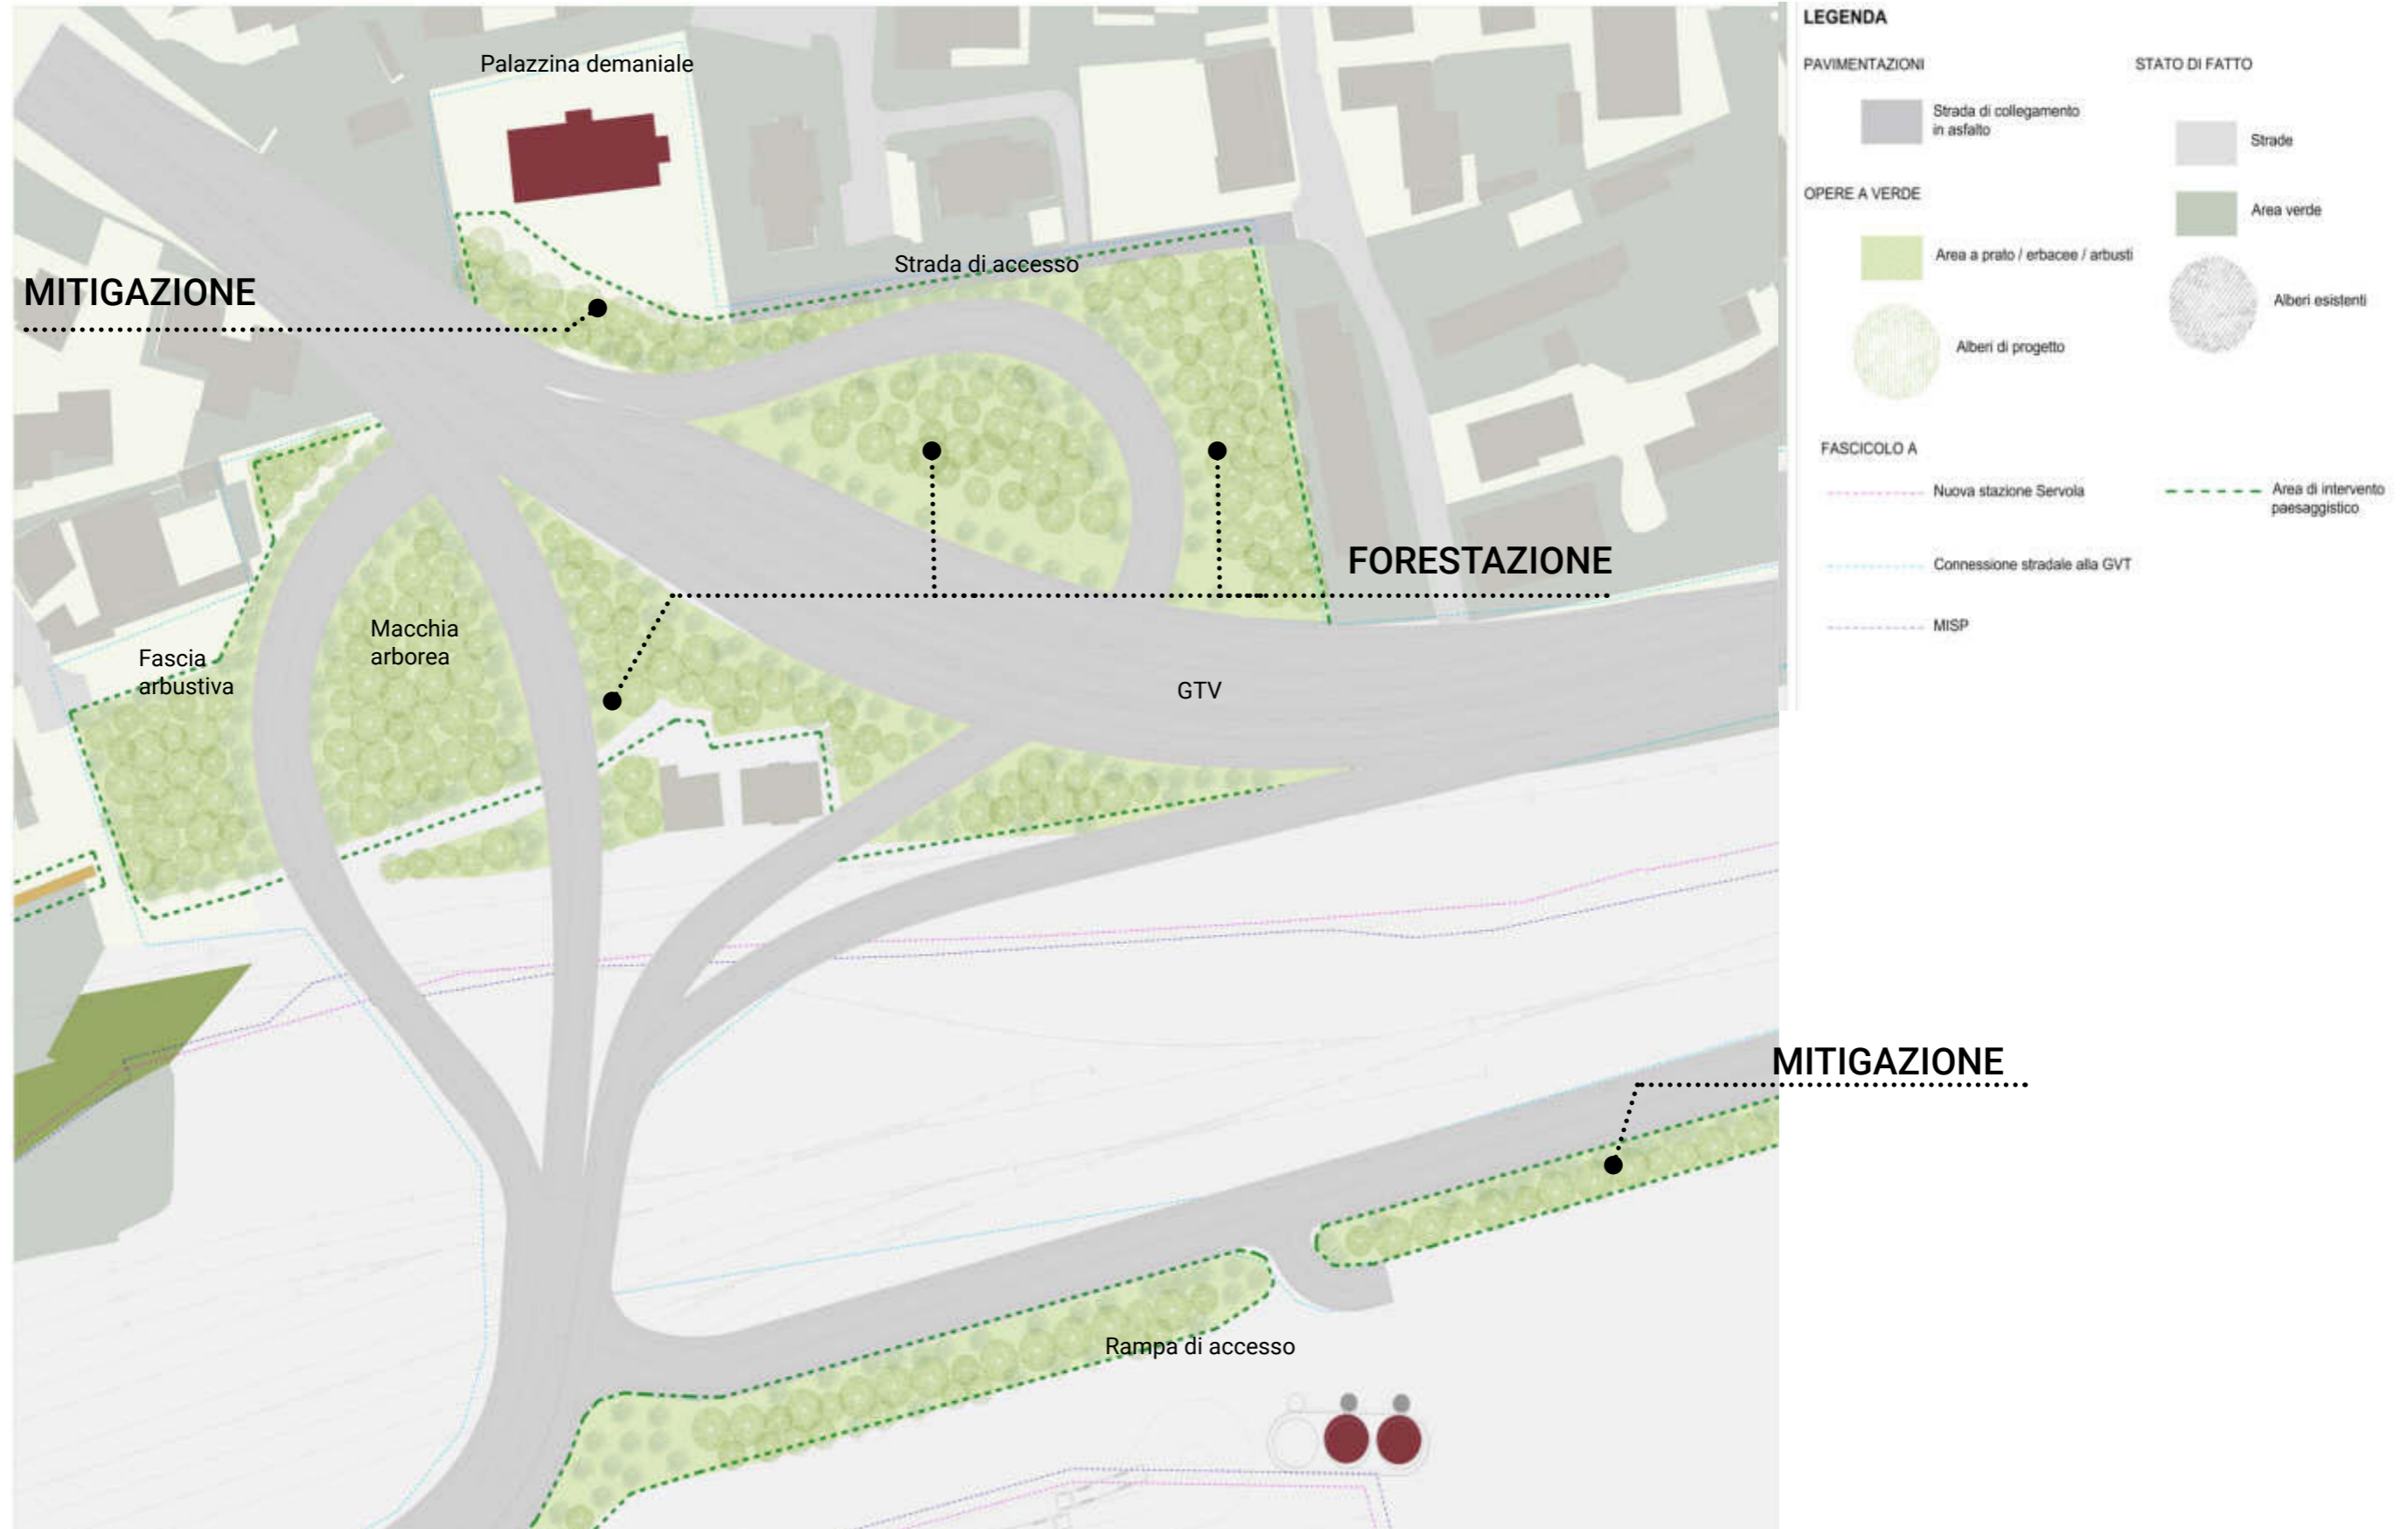 Palazzina demaniale
MITIGAZIONE
Strada di accesso
FORESTAZIONE
Macchia
arborea
Fascia
arbustiva
GTV
MITIGAZIONE
Rampa di accesso
LEGENDA
PAVIMENTAZIONI
Strada di collegamento
in asfalto
OPERE A VERDE
Area a prato / erbacee / arbusti
Alberi di progetto
STATO DI FATTO
Strade
Area verde
Alberi esistenti
FASCICOLO A
Nuova stazione Servola
Connessione stradale alla GVT
MISP
Area di intervento
paesaggistico